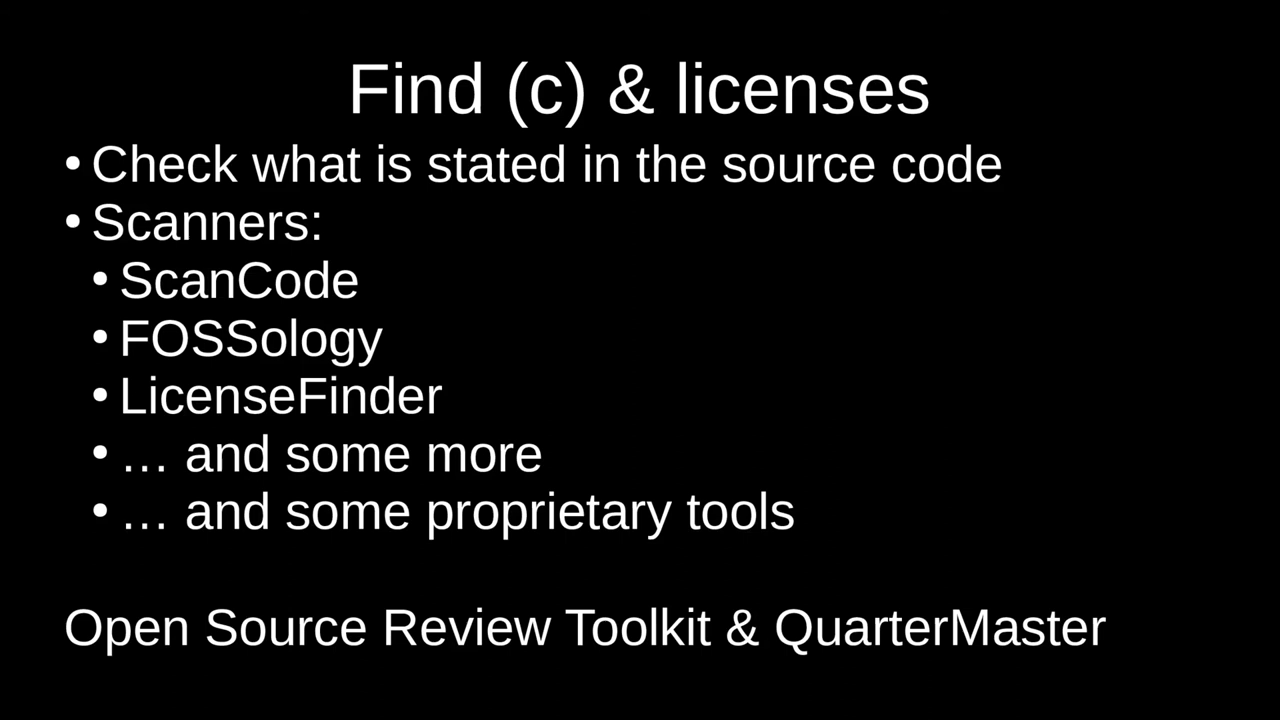 Find (c) & licenses
• Check what is stated in the source code
• Scanners:
• ScanCode
• FOSSology
• LicenseFinder
• … and some more
• … and some proprietary tools
Open Source Review Toolkit & QuarterMaster